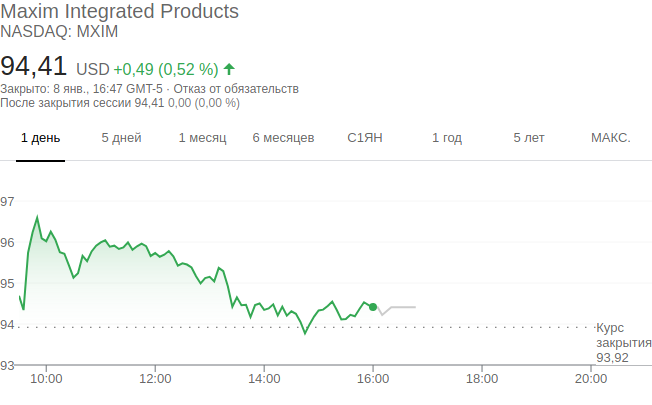 Maxim Integrated Products
NASDAQ: MXIM
94,41 USD +0,49 (0,52 %)
Закрыто: 8 янв., 16:47 GMT-5 · Отказ от обязательств
После закрытия сессии 94,41 0,00 (0,00 %)
1 день 5 дней 1 месяц 6 месяцев С1ЯН 1 год 5 лет МАКС.
97
96
95
94
Курс
закрытия
93,92
93
10:00 12:00 14:00 16:00 18:00 20:00